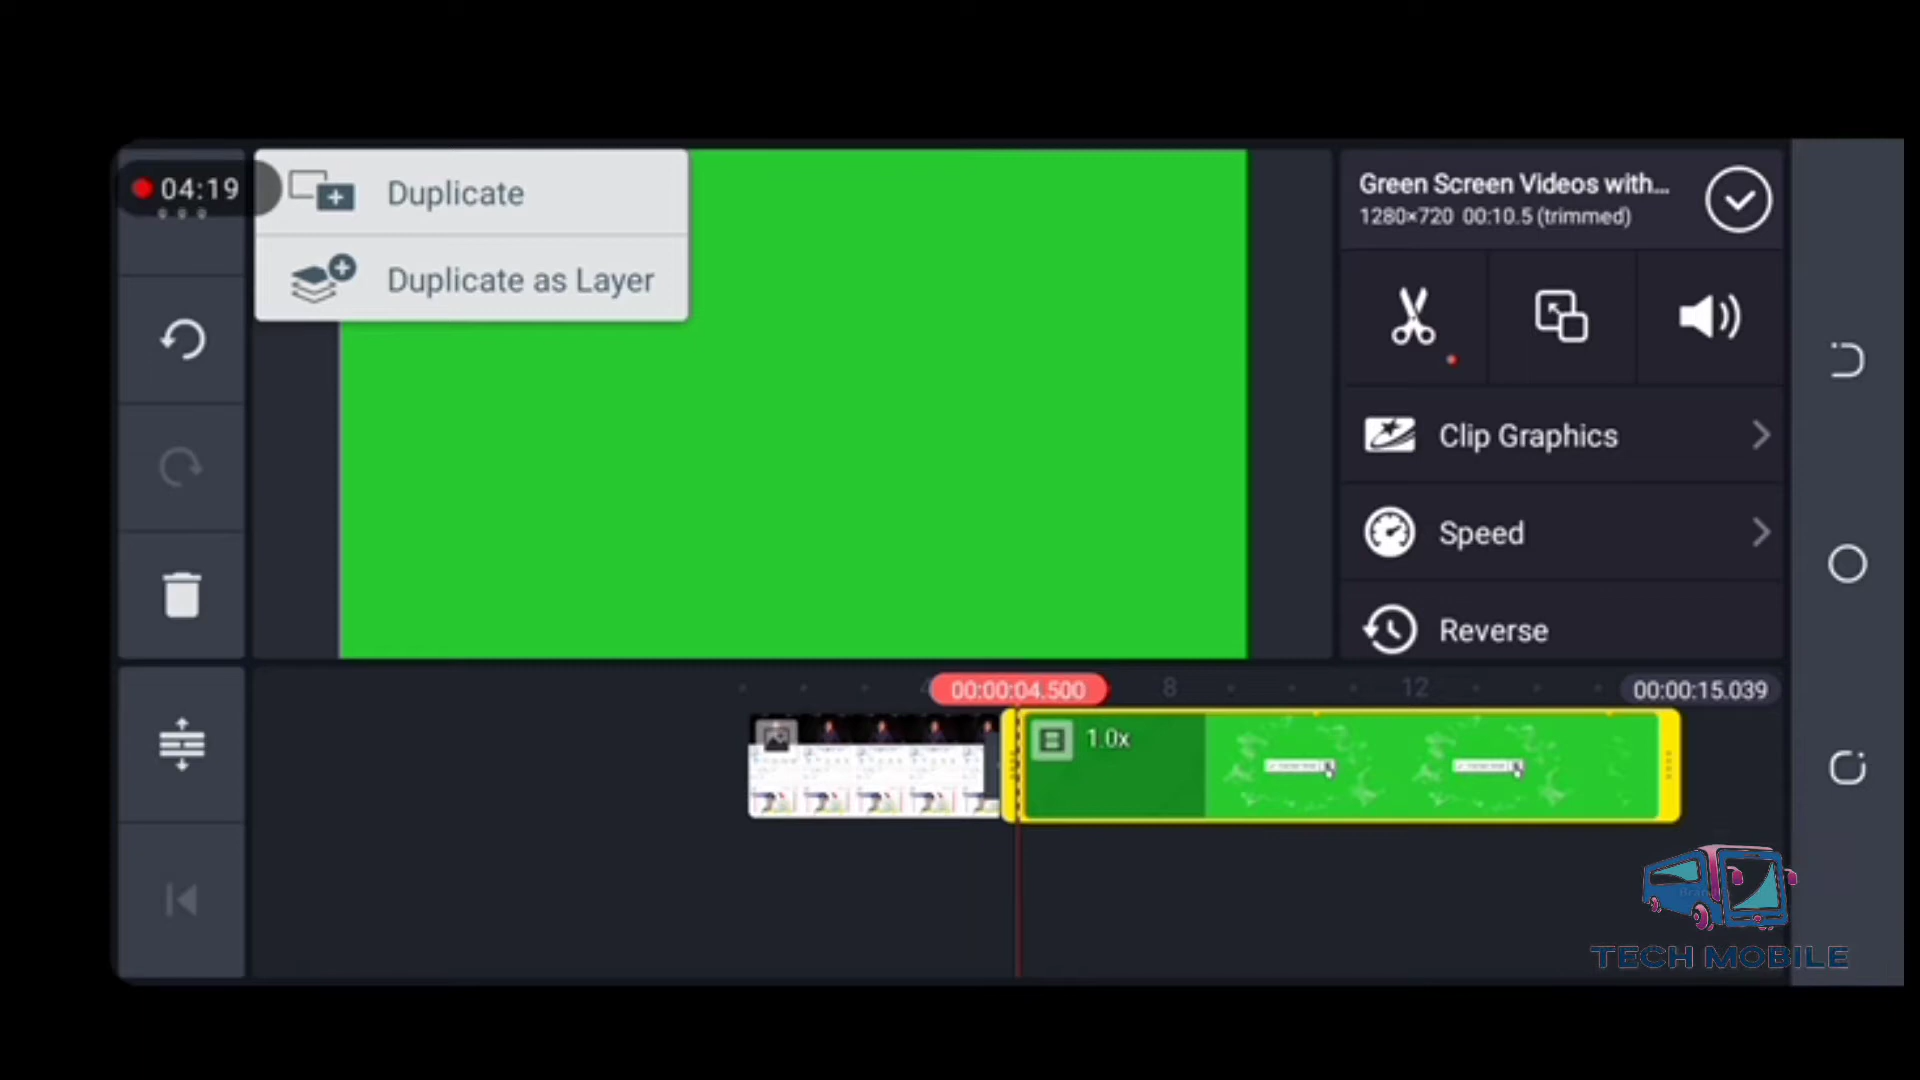 04:19
Duplicate
Duplicate as Layer
Green Screen Videos with...
1280×720 00:10.5 (trimmed)
Clip Graphics
Speed
Reverse
00:00:04.500
8
12
00:00:15.039
1.0x
TECH MOBILE